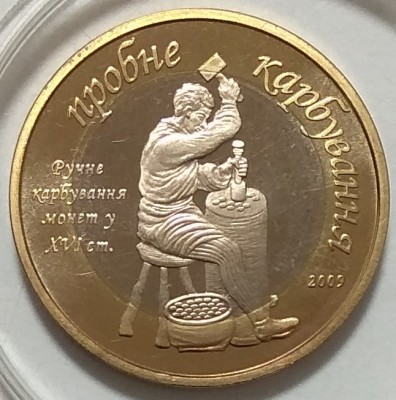 пробне карбування
Ручне
карбування
монет у
XVI ст.
2009